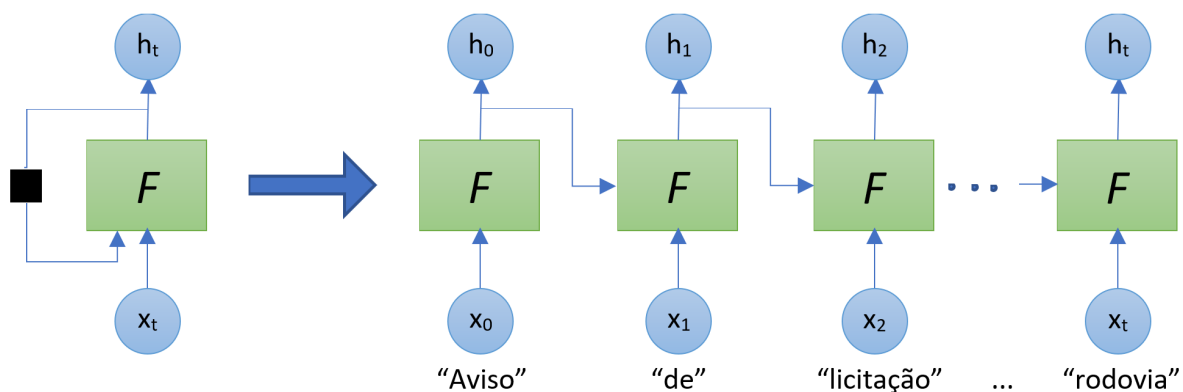 hₜ h₀ h₁ h₂ hₜ
F F F F ... F
xₜ x₀ x₁ x₂ xₜ
“Aviso” “de” “licitação” ... “rodovia”